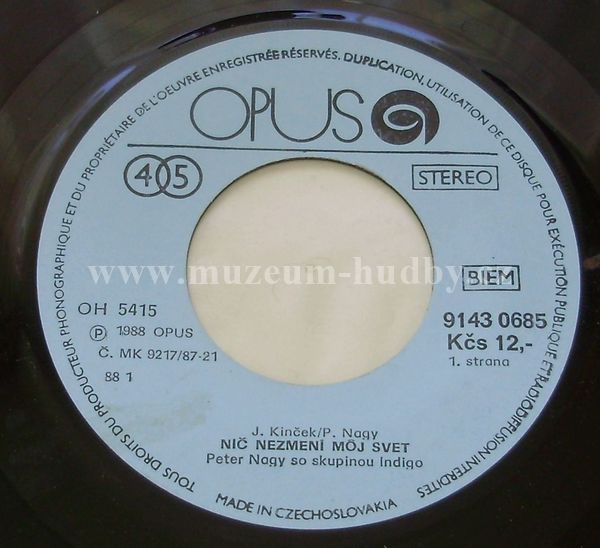 TOUS DROITS DU PRODUCTEUR PHONOGRAPHIQUE ET DU PROPRIÉTAIRE DE L'OEUVRE ENREGISTRÉE RÉSERVÉS. DUPLICATION, UTILISATION DE CE DISQUE POUR EXÉCUTION PUBLIQUE ET RADIODIFFUSION INTERDITES
OPUS
45
STEREO
www.muzeum-hudby.
BIEM
OH 5415
9143 0685
Ⓟ 1988 OPUS
Kčs 12,-
Č. MK 9217/87-21
1. strana
88 1
J. Kinček/P. Nagy
NIČ NEZMENÍ MÔJ SVET
Peter Nagy so skupinou Indigo
MADE IN CZECHOSLOVAKIA